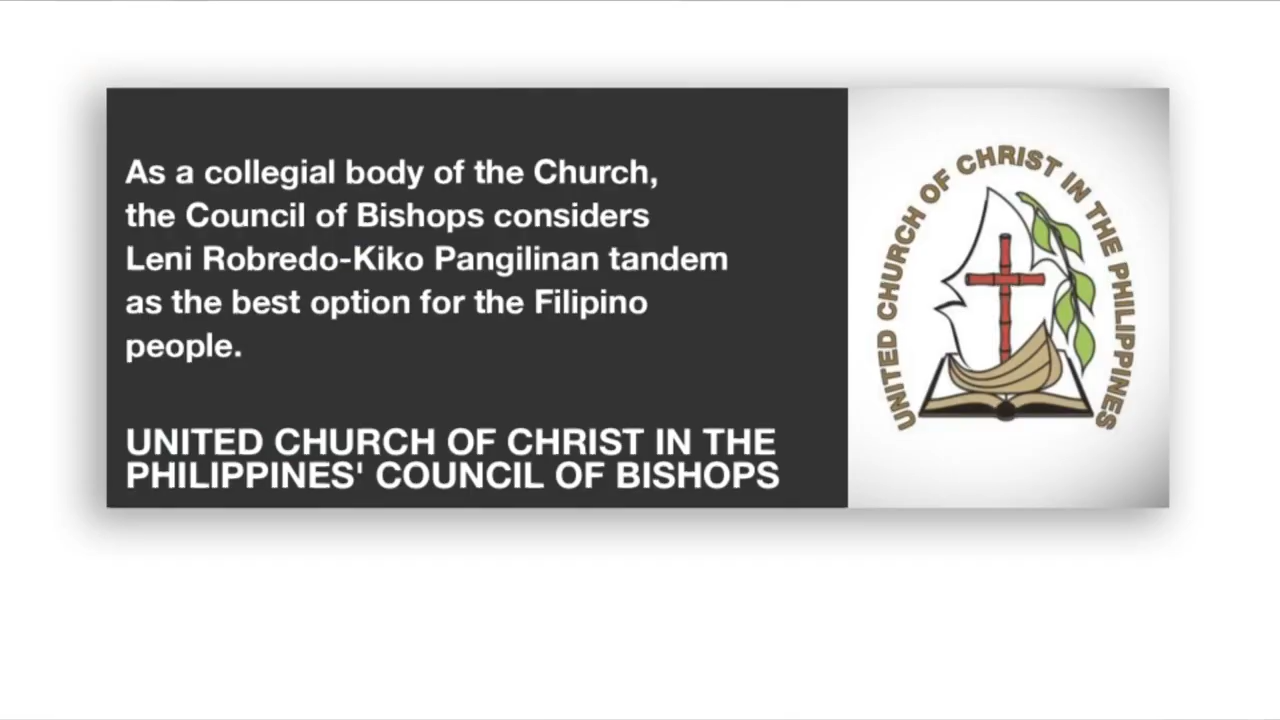 As a collegial body of the Church,
the Council of Bishops considers
Leni Robredo-Kiko Pangilinan tandem
as the best option for the Filipino
people.
UNITED CHURCH OF CHRIST IN THE
PHILIPPINES' COUNCIL OF BISHOPS
UNITED CHURCH OF CHRIST IN THE PHILIPPINES